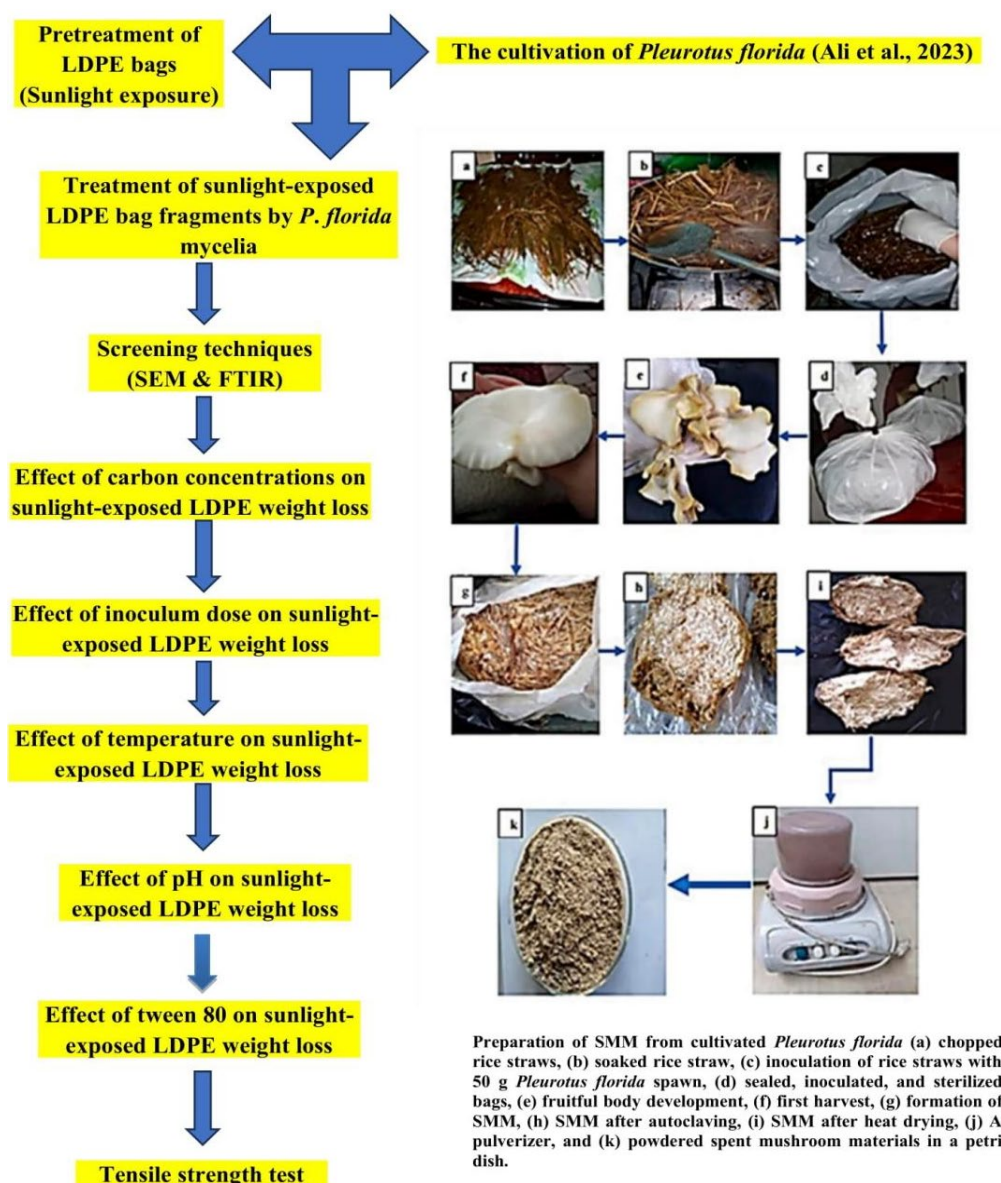 Pretreatment of
LDPE bags
(Sunlight exposure)
The cultivation of Pleurotus florida (Ali et al., 2023)
Treatment of sunlight-exposed
LDPE bag fragments by P. florida
mycelia
Screening techniques
(SEM & FTIR)
Effect of carbon concentrations on
sunlight-exposed LDPE weight loss
Effect of inoculum dose on sunlight-
exposed LDPE weight loss
Effect of temperature on sunlight-
exposed LDPE weight loss
Effect of pH on sunlight-
exposed LDPE weight loss
Effect of tween 80 on sunlight-
exposed LDPE weight loss
Tensile strength test
a
b
c
f
e
d
g
h
i
k
j
Preparation of SMM from cultivated Pleurotus florida (a) chopped
rice straws, (b) soaked rice straw, (c) inoculation of rice straws with
50 g Pleurotus florida spawn, (d) sealed, inoculated, and sterilized
bags, (e) fruitful body development, (f) first harvest, (g) formation of
SMM, (h) SMM after autoclaving, (i) SMM after heat drying, (j) A
pulverizer, and (k) powdered spent mushroom materials in a petri
dish.